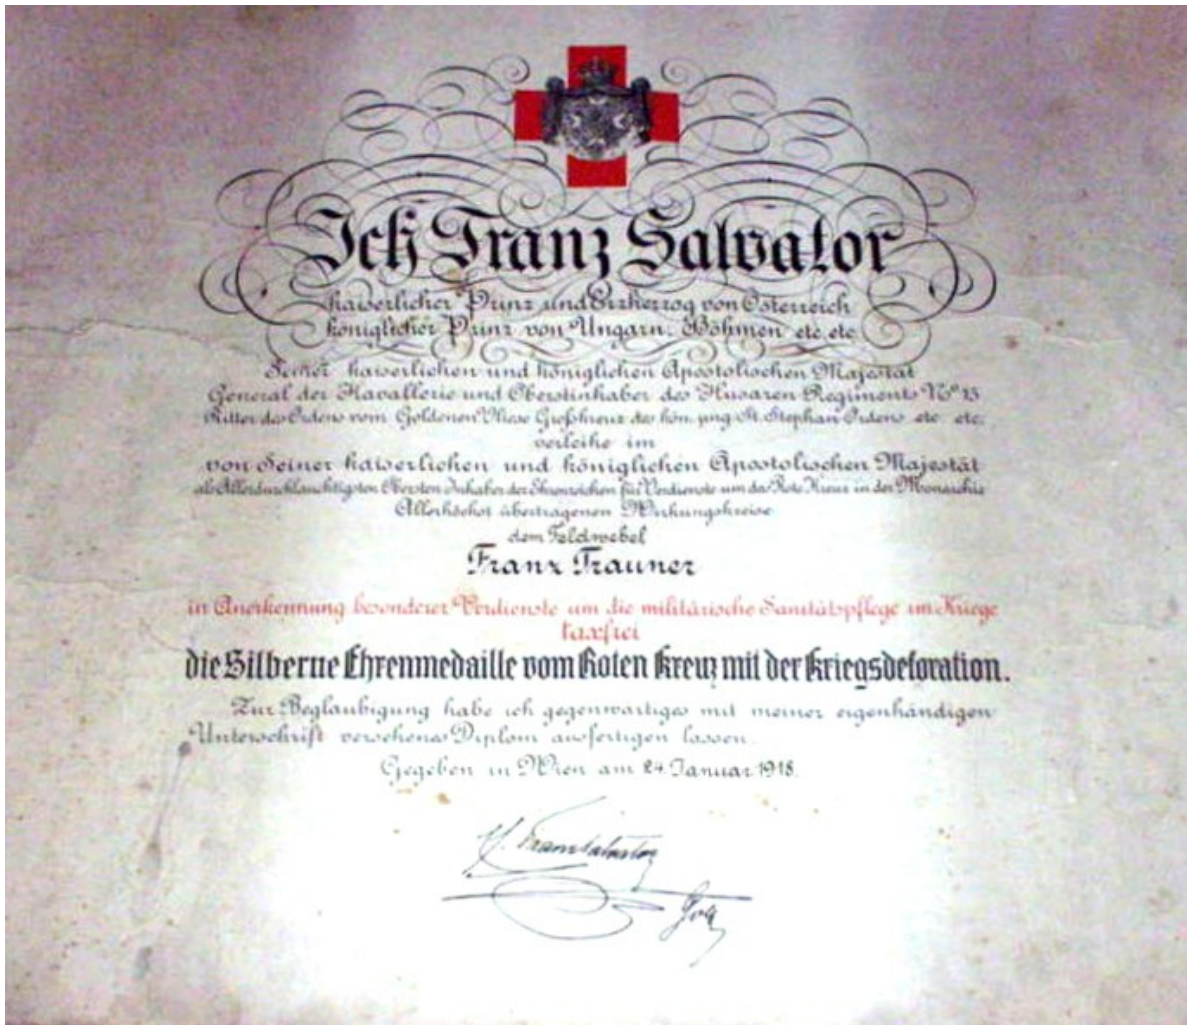 Ich Franz Salvator
kaiserlicher Prinz und Erzherzog von Österreich
königlicher Prinz von Ungarn, Böhmen etc. etc.
Seiner kaiserlichen und königlichen Apostolischen Majestät
General der Kavallerie und Oberstinhaber des Husaren Regiments No 15
Ritter des Ordens vom Goldenen Vliese Großkreuz des kön. ung. St. Stephan Ordens etc. etc.
verleihe im
von Seiner kaiserlichen und königlichen Apostolischen Majestät
als Allerdurchlauchtigsten Obersten Inhaber der Ehrenzeichen für Verdienste um das Rote Kreuz in der Monarchie
Allerhöchst übertragenen Wirkungskreise
dem Feldwebel
Franz Trauner
in Anerkennung besonderer Verdienste um die militärische Sanitätspflege im Kriege
taxfrei
die Silberne Ehrenmedaille vom Roten Kreuz mit der Kriegsdekoration.
Zur Beglaubigung habe ich gegenwärtiges mit meiner eigenhändigen
Unterschrift versehenes Diplom ausfertigen lassen.
Gegeben in Wien am 24. Januar 1918.
Franz Salvator